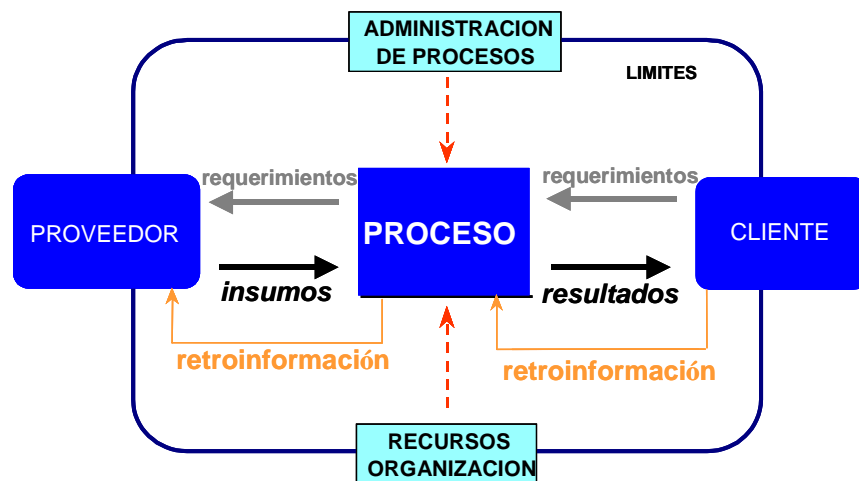 ADMINISTRACION
DE PROCESOS
LIMITES
requerimientos
requerimientos
PROVEEDOR
PROCESO
CLIENTE
insumos
resultados
retroinformación
retroinformación
RECURSOS
ORGANIZACION